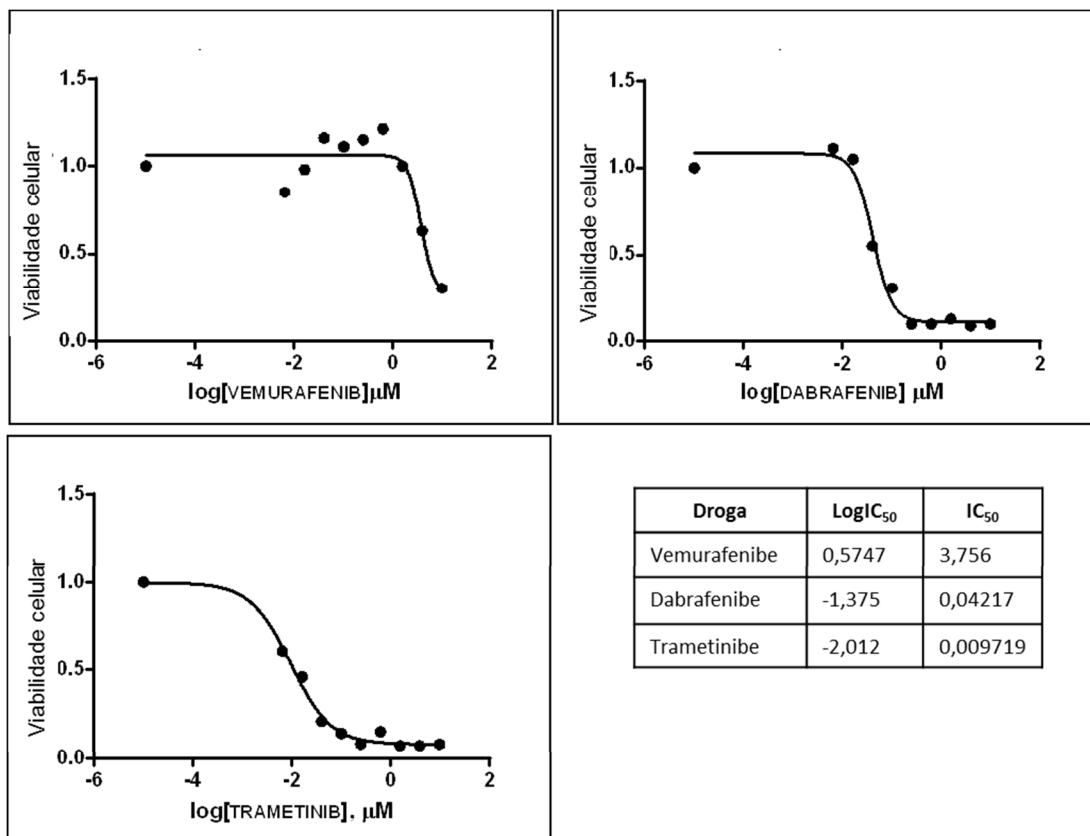 1.5
1.0
0.5
0.0
Viabilidade celular
-6 -4 -2 0 2
log[VEMURAFENIB]µM
1.5
1.0
0.5
0.0
Viabilidade celular
-6 -4 -2 0 2
log[DABRAFENIB] µM
1.5
1.0
0.5
0.0
Viabilidade celular
-6 -4 -2 0 2
log[TRAMETINIB], µM
Droga LogIC₅₀ IC₅₀
Vemurafenibe 0,5747 3,756
Dabrafenibe -1,375 0,04217
Trametinibe -2,012 0,009719